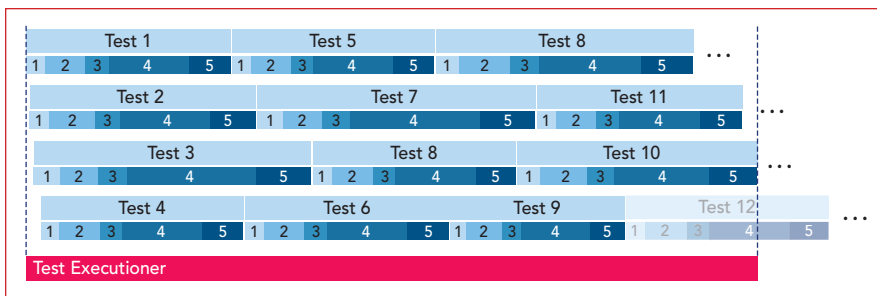 Test 1 Test 5 Test 8
1 2 3 4 5 1 2 3 4 5 1 2 3 4 5 ...
Test 2 Test 7 Test 11
1 2 3 4 5 1 2 3 4 5 1 2 3 4 5 ...
Test 3 Test 8 Test 10
1 2 3 4 5 1 2 3 4 5 1 2 3 4 5 ...
Test 4 Test 6 Test 9 Test 12
1 2 3 4 5 1 2 3 4 5 1 2 3 4 5 1 2 3 4 5 ...
Test Executioner